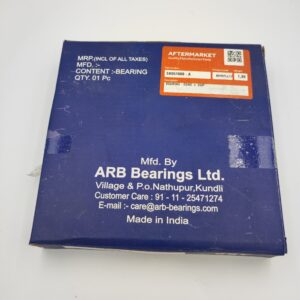 MRP.(INCL OF ALL TAXES)
MFD. :-
CONTENT :-BEARING
QTY. 01 Pc
AFTERMARKET
Mfd. By
ARB Bearings Ltd.
Village & P.o.Nathupur,Kundli
Customer Care : 91 - 11 - 25471274
E-mail :- care@arb-bearings.com
Made in India